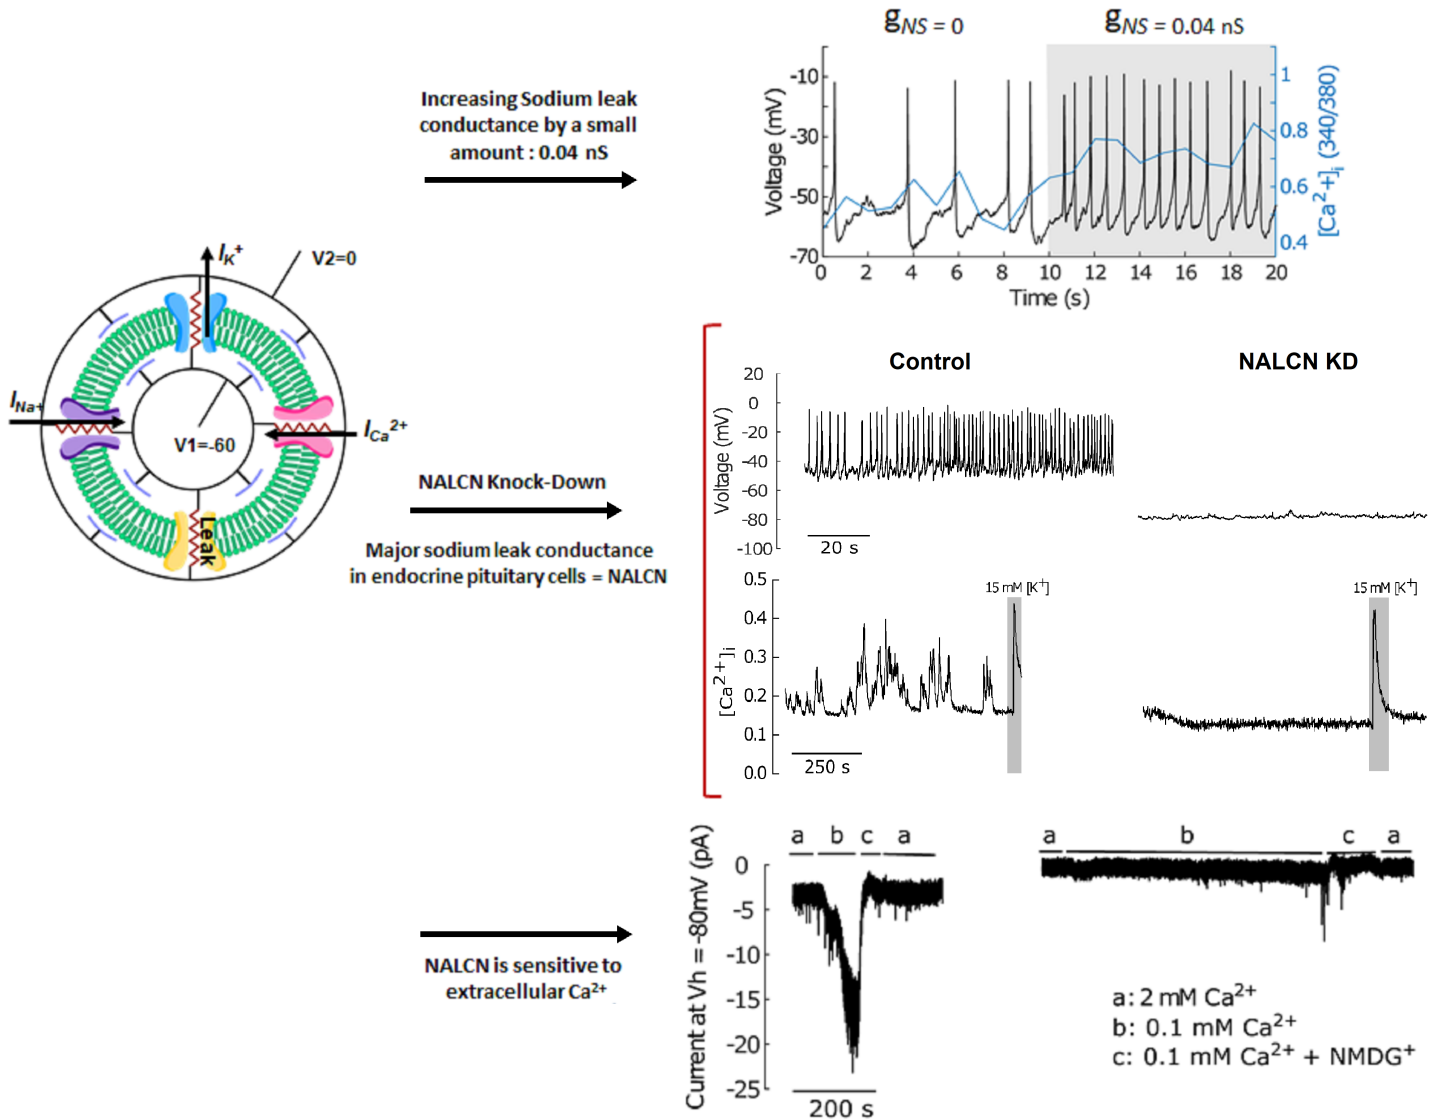 gNS = 0
gNS = 0.04 nS
Increasing Sodium leak
conductance by a small
amount : 0.04 nS
Voltage (mV)
-10
-30
-50
-70
0 2 4 6 8 10 12 14 16 18 20
Time (s)
1
0.8
0.6
0.4
[Ca2+]i (340/380)
IK+
V2=0
INa+
ICa2+
V1=-60
Leak
NALCN Knock-Down
Major sodium leak conductance
in endocrine pituitary cells = NALCN
Control
NALCN KD
Voltage (mV)
20
0
-20
-40
-60
-80
-100
20 s
[Ca2+]i
0.5
0.4
0.3
0.2
0.1
0.0
250 s
15 mM [K+]
15 mM [K+]
NALCN is sensitive to
extracellular Ca2+
Current at Vh = -80mV (pA)
0
-5
-10
-15
-20
-25
a b c a
200 s
a b c a
a: 2 mM Ca2+
b: 0.1 mM Ca2+
c: 0.1 mM Ca2+ + NMDG+